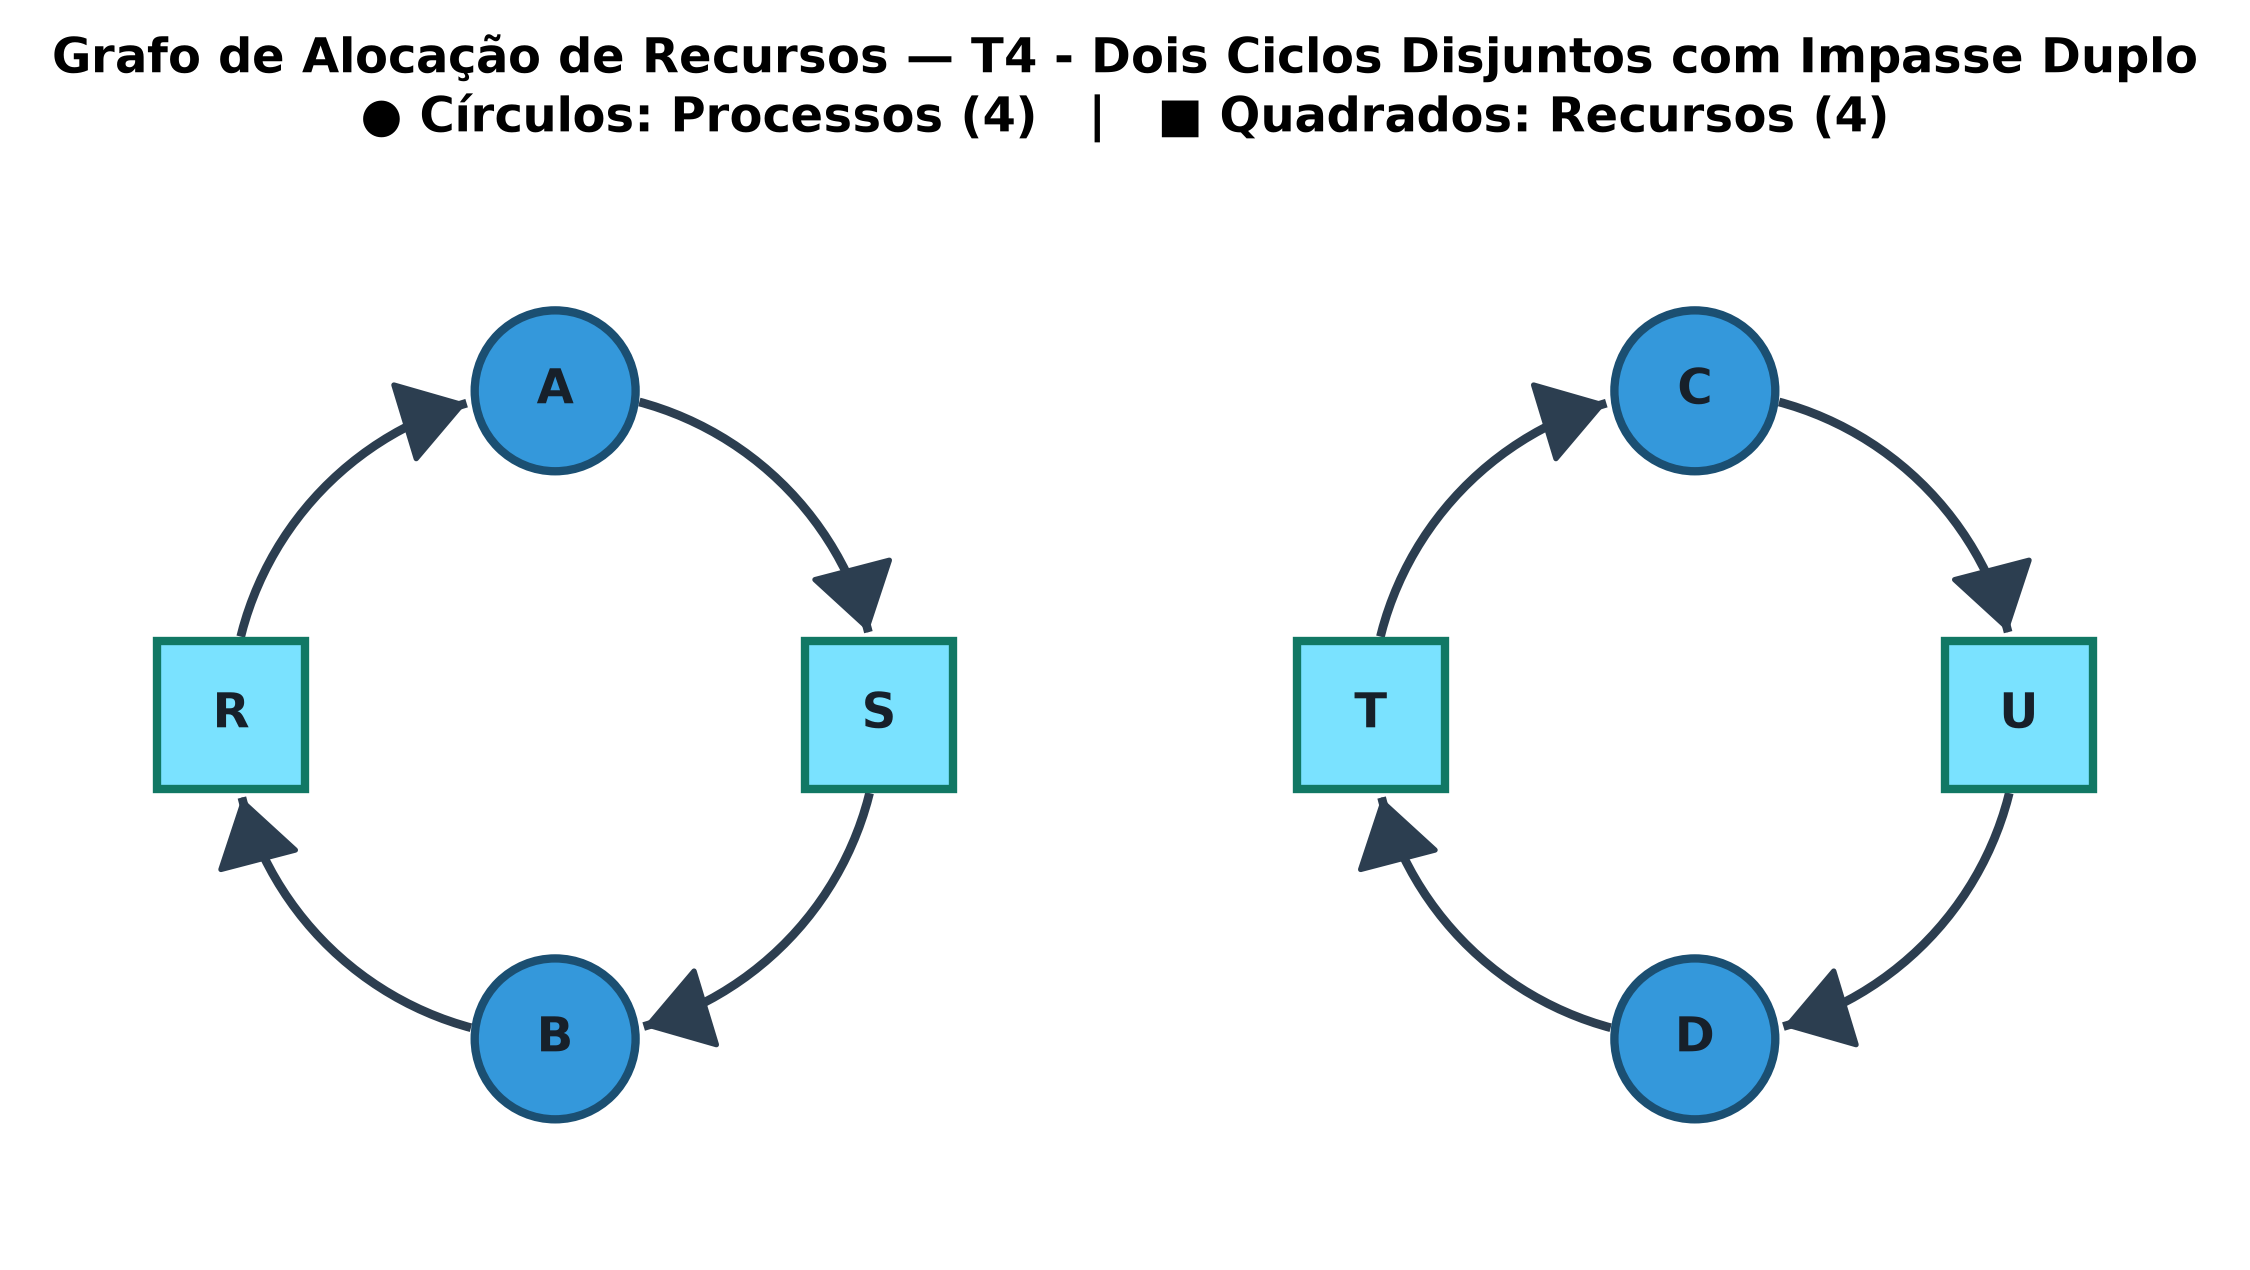 Grafo de Alocação de Recursos — T4 - Dois Ciclos Disjuntos com Impasse Duplo
● Círculos: Processos (4) | ■ Quadrados: Recursos (4)
A
C
R
S
T
U
B
D